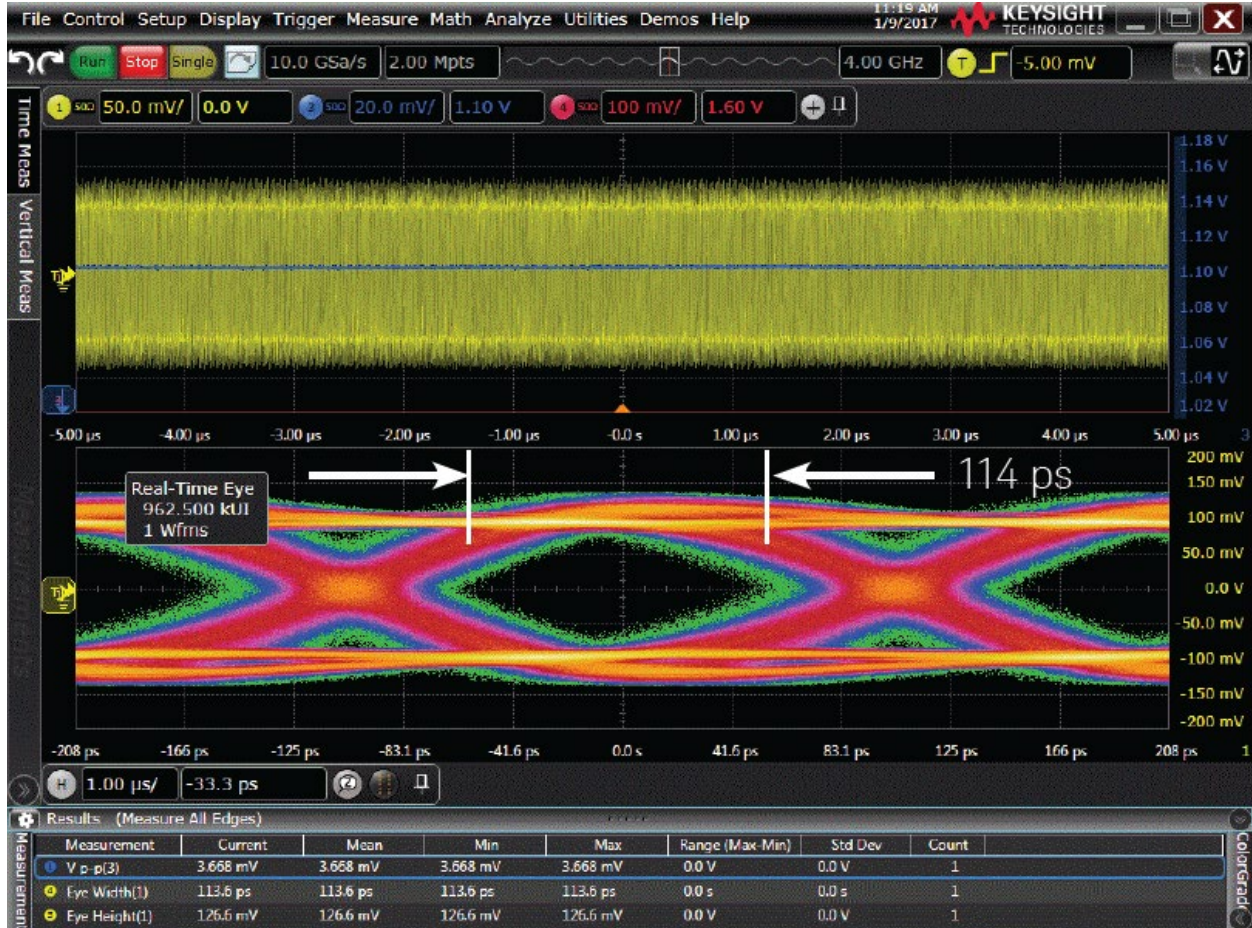 File Control Setup Display Trigger Measure Math Analyze Utilities Demos Help
11:19 AM
1/9/2017
KEYSIGHT
TECHNOLOGIES
Run Stop Single 10.0 GSa/s 2.00 Mpts 4.00 GHz T -5.00 mV
1 50Ω 50.0 mV/ 0.0 V 3 50Ω 20.0 mV/ 1.10 V 4 50Ω 100 mV/ 1.60 V
Time Meas
Vertical Meas
1.18 V
1.16 V
1.14 V
1.12 V
1.10 V
1.08 V
1.06 V
1.04 V
1.02 V
-5.00 µs -4.00 µs -3.00 µs -2.00 µs -1.00 µs -0.0 s 1.00 µs 2.00 µs 3.00 µs 4.00 µs 5.00 µs 3
Real-Time Eye
962.500 kUI
1 Wfms
114 ps
200 mV
150 mV
100 mV
50.0 mV
0.0 V
-50.0 mV
-100 mV
-150 mV
-200 mV
-208 ps -166 ps -125 ps -83.1 ps -41.6 ps 0.0 s 41.6 ps 83.1 ps 125 ps 166 ps 208 ps 1
H 1.00 µs/ -33.3 ps
Results (Measure All Edges)
Measurement Current Mean Min Max Range (Max-Min) Std Dev Count
V p-p(3) 3.668 mV 3.668 mV 3.668 mV 3.668 mV 0.0 V 0.0 V 1
Eye Width(1) 113.6 ps 113.6 ps 113.6 ps 113.6 ps 0.0 s 0.0 s 1
Eye Height(1) 126.6 mV 126.6 mV 126.6 mV 126.6 mV 0.0 V 0.0 V 1
Measurement
ColorGrade